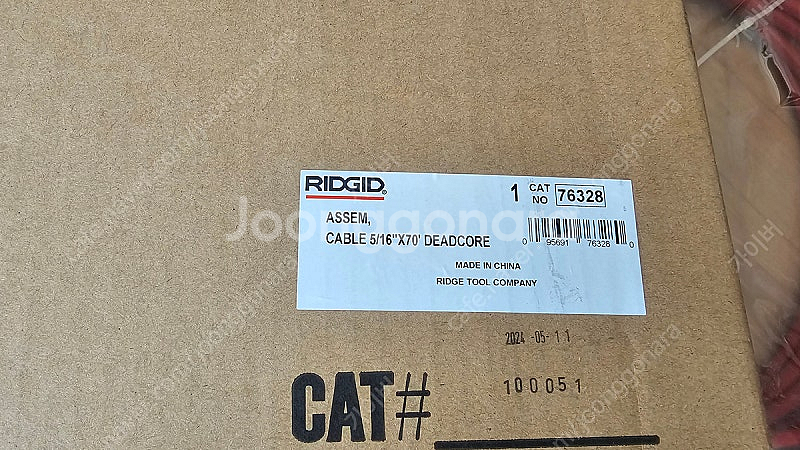 RIDGID®
1 CAT NO 76328
ASSEM,
CABLE 5/16"X70' DEADCORE
0 95691 76328 0
MADE IN CHINA
RIDGE TOOL COMPANY
2024 -05- 11
100051
CAT#
Joonggonara